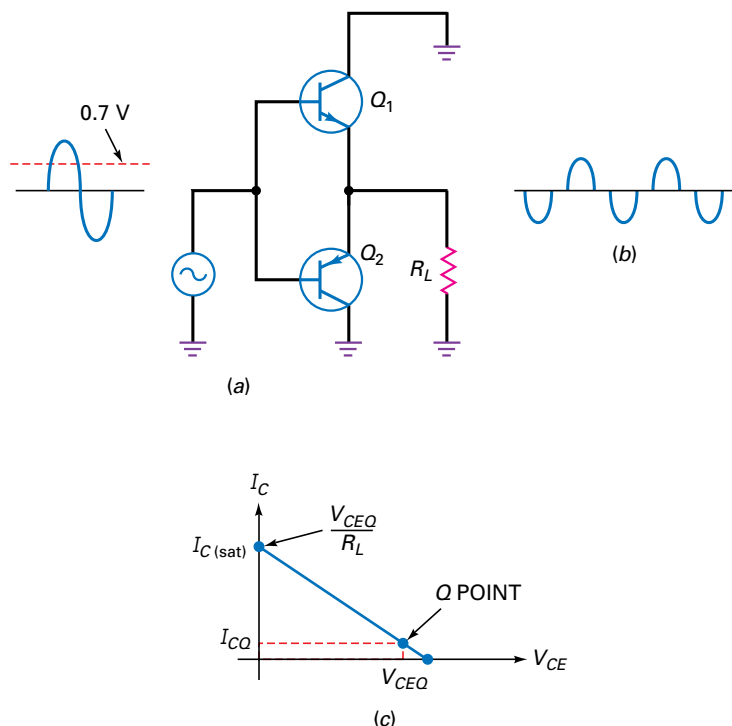 0.7 V
Q1
Q2
RL
(a)
(b)
IC
VCEQ
RL
IC (sat)
Q POINT
ICQ
VCE
VCEQ
(c)